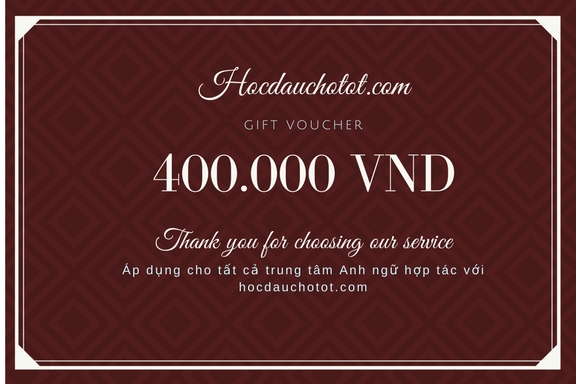 Hocdauchotot.com
GIFT VOUCHER
400.000 VND
Thank you for choosing our service
Áp dụng cho tất cả trung tâm Anh ngữ hợp tác với
hocdauchotot.com